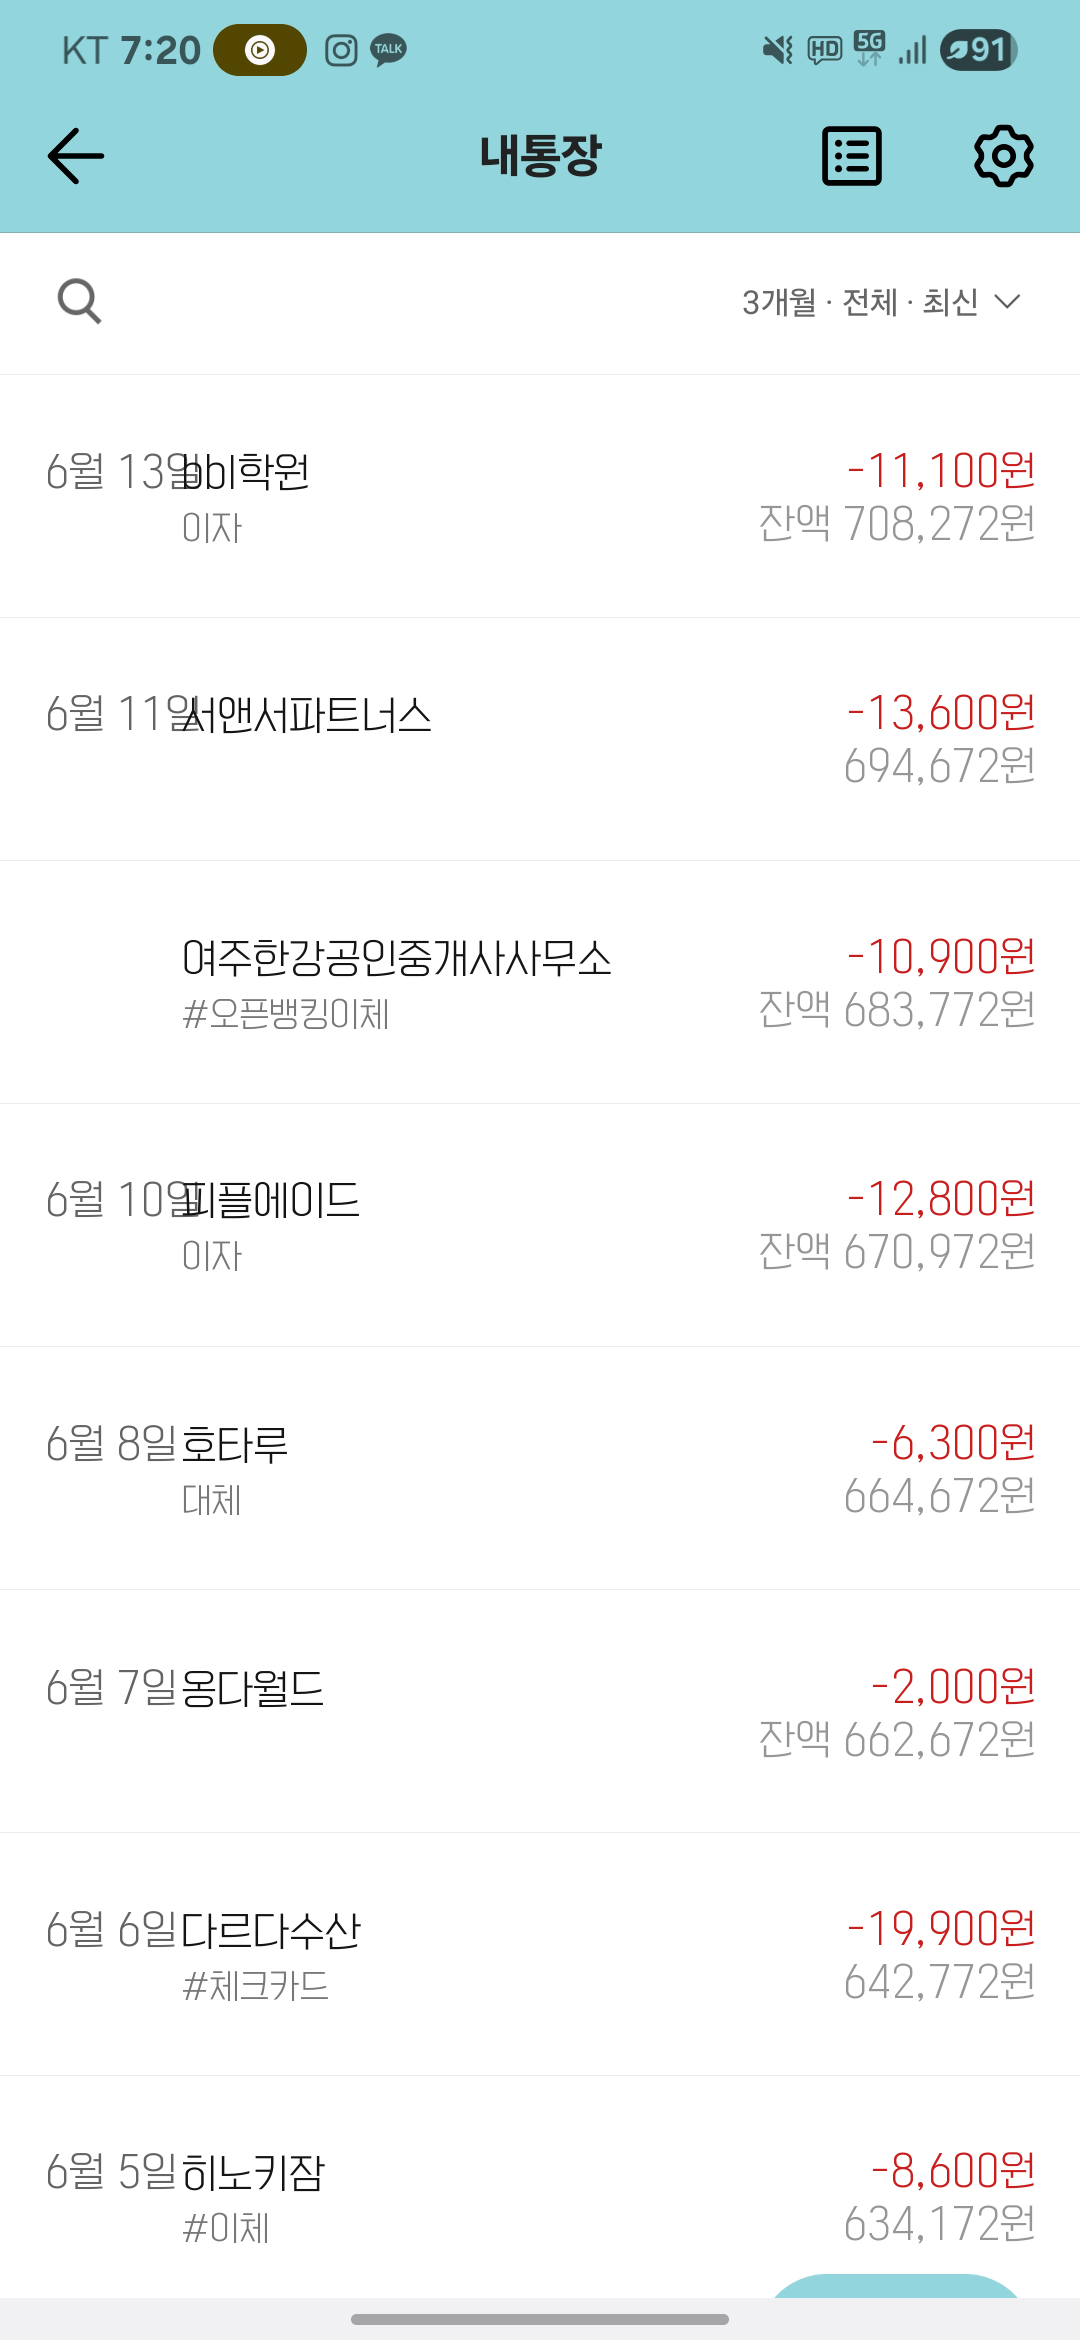 KT 7:20 TALK HD 5G 91
내통장
3개월 · 전체 · 최신
6월 13일 bbl학원 -11,100원
이자 잔액 708,272원
6월 11일 서앤서파트너스 -13,600원
694,672원
여주한강공인중개사사무소 -10,900원
#오픈뱅킹이체 잔액 683,772원
6월 10일 피플에이드 -12,800원
이자 잔액 670,972원
6월 8일 호타루 -6,300원
대체 664,672원
6월 7일 옹다월드 -2,000원
잔액 662,672원
6월 6일 다르다수산 -19,900원
#체크카드 642,772원
6월 5일 히노키잠 -8,600원
#이체 634,172원